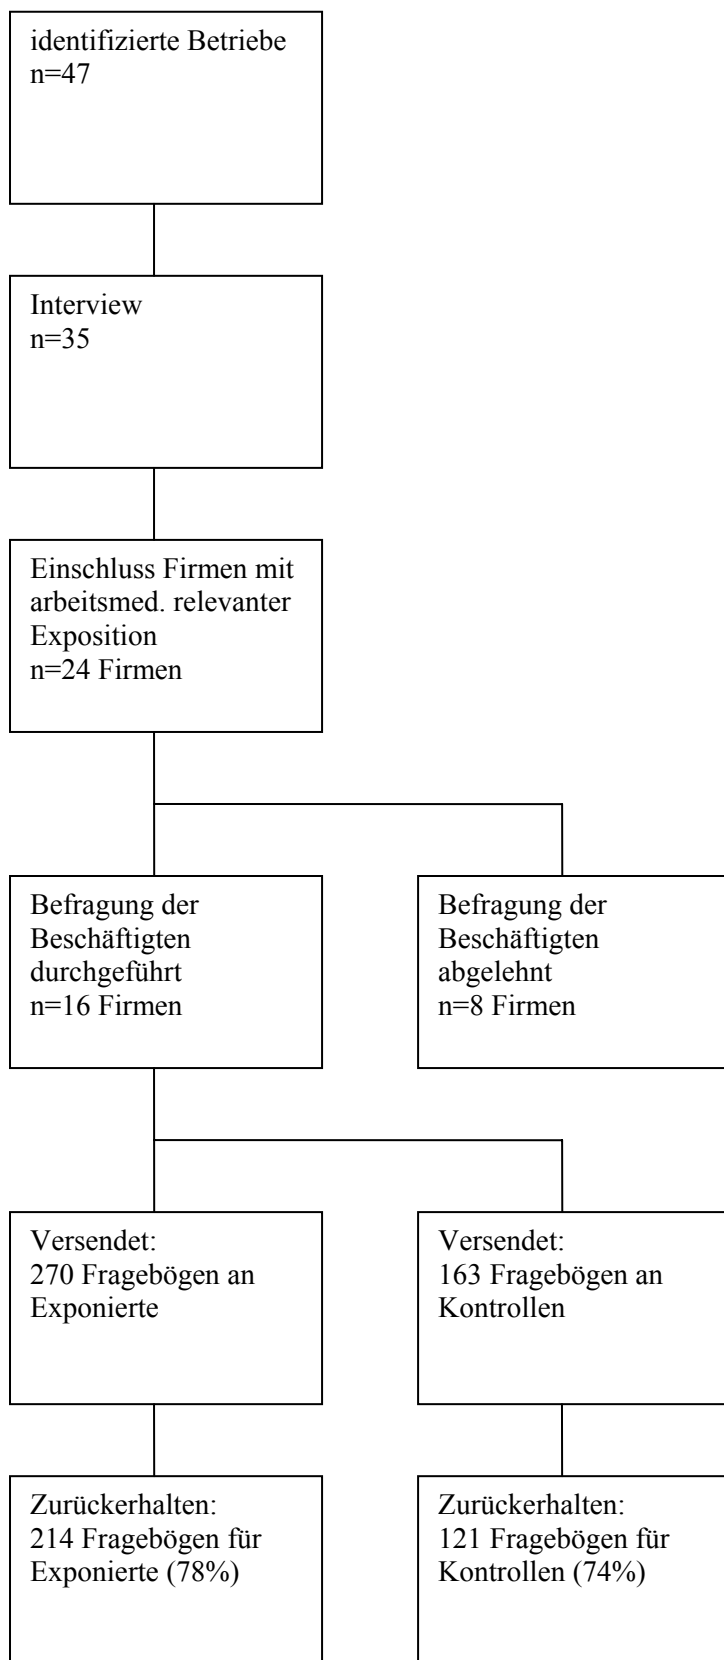 identifizierte Betriebe
n=47
Interview
n=35
Einschluss Firmen mit
arbeitsmed. relevanter
Exposition
n=24 Firmen
Befragung der
Beschäftigten
durchgeführt
n=16 Firmen
Befragung der
Beschäftigten
abgelehnt
n=8 Firmen
Versendet:
270 Fragebögen an
Exponierte
Versendet:
163 Fragebögen an
Kontrollen
Zurückerhalten:
214 Fragebögen für
Exponierte (78%)
Zurückerhalten:
121 Fragebögen für
Kontrollen (74%)